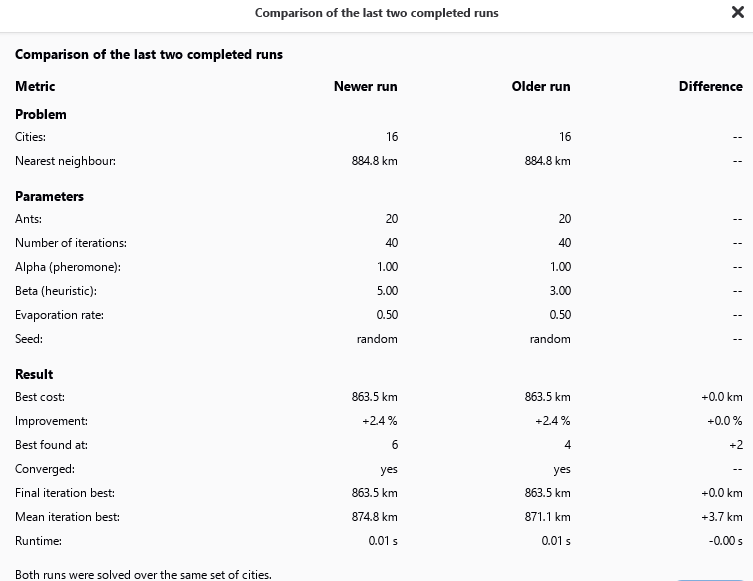 Comparison of the last two completed runs
Comparison of the last two completed runs
Metric Newer run Older run Difference
Problem
Cities: 16 16 --
Nearest neighbour: 884.8 km 884.8 km --
Parameters
Ants: 20 20 --
Number of iterations: 40 40 --
Alpha (pheromone): 1.00 1.00 --
Beta (heuristic): 5.00 3.00 --
Evaporation rate: 0.50 0.50 --
Seed: random random --
Result
Best cost: 863.5 km 863.5 km +0.0 km
Improvement: +2.4 % +2.4 % +0.0 %
Best found at: 6 4 +2
Converged: yes yes --
Final iteration best: 863.5 km 863.5 km +0.0 km
Mean iteration best: 874.8 km 871.1 km +3.7 km
Runtime: 0.01 s 0.01 s -0.00 s
Both runs were solved over the same set of cities.